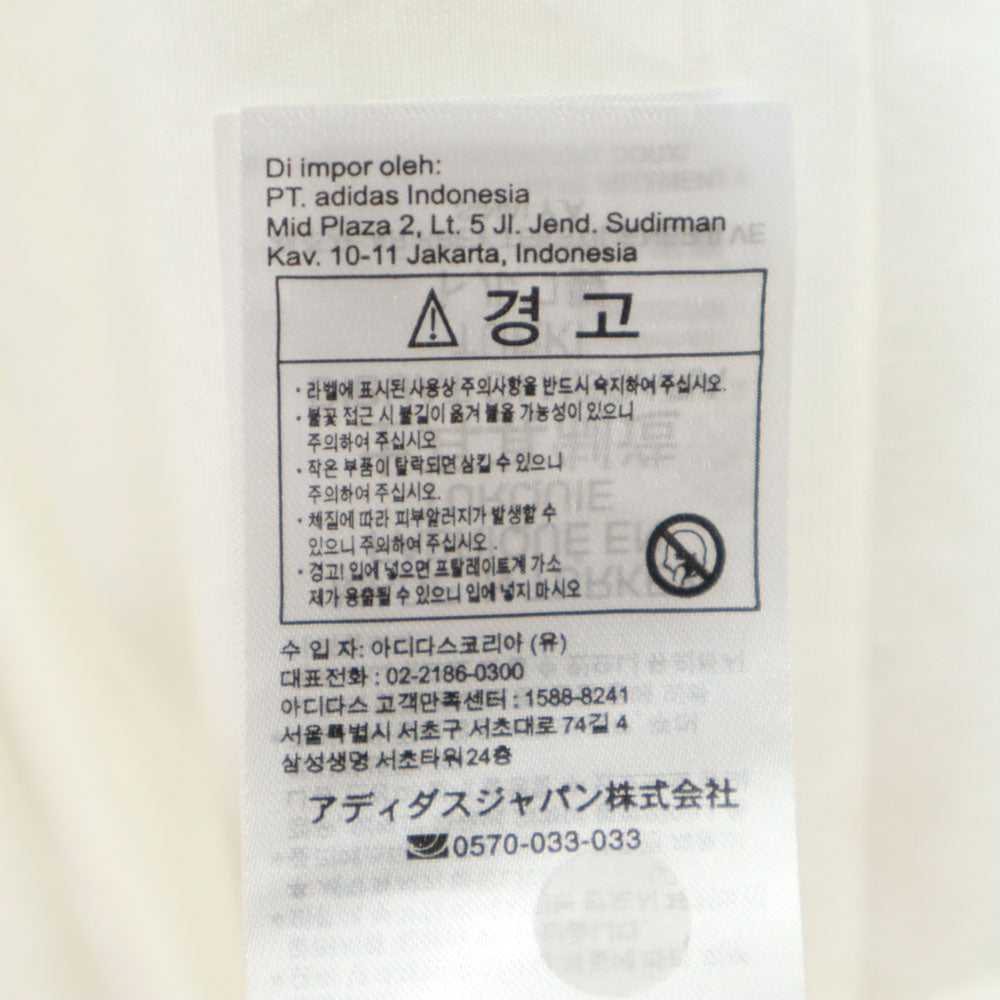 Di impor oleh:
PT. adidas Indonesia
Mid Plaza 2, Lt. 5 Jl. Jend. Sudirman
Kav. 10-11 Jakarta, Indonesia
경 고
· 라벨에 표시된 사용상 주의사항을 반드시 숙지하여 주십시오.
· 불꽃 접근 시 불길이 옮겨 붙을 가능성이 있으니
주의하여 주십시오
· 작은 부품이 탈락되면 삼킬 수 있으니
주의하여 주십시오.
· 체질에 따라 피부알러지가 발생할 수
있으니 주의하여 주십시오 .
· 경고! 입에 넣으면 프탈레이트계 가소
제가 용출될 수 있으니 입에 넣지 마시오
수 입 자: 아디다스코리아 (유)
대표전화 : 02-2186-0300
아디다스 고객만족센터 : 1588-8241
서울특별시 서초구 서초대로 74길 4
삼성생명 서초타워 24층
アディダスジャパン株式会社
0570-033-033